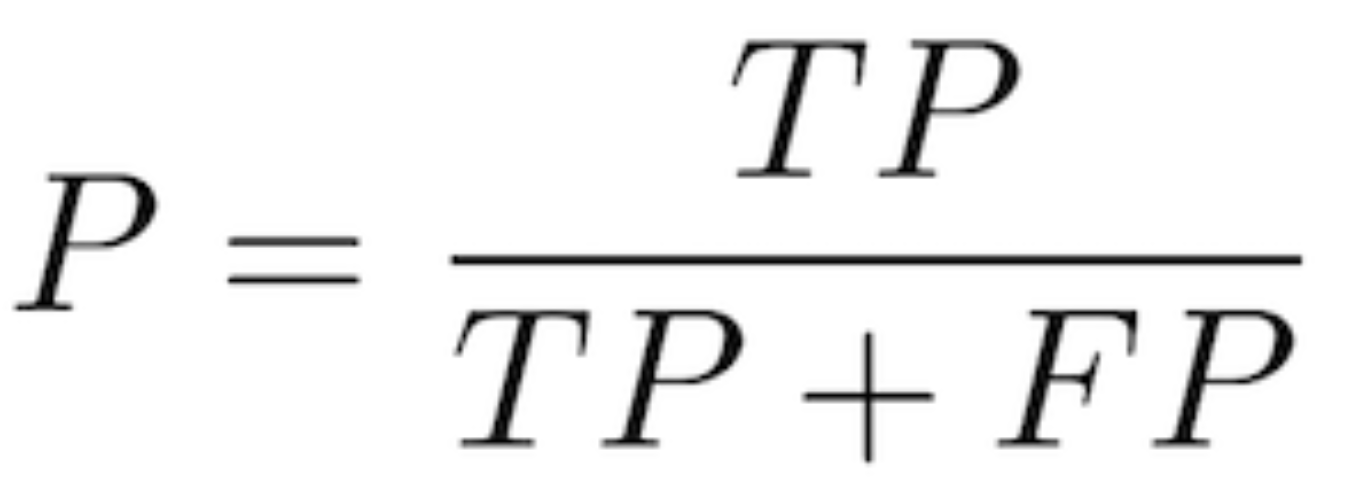 TP
P =
TP + FP